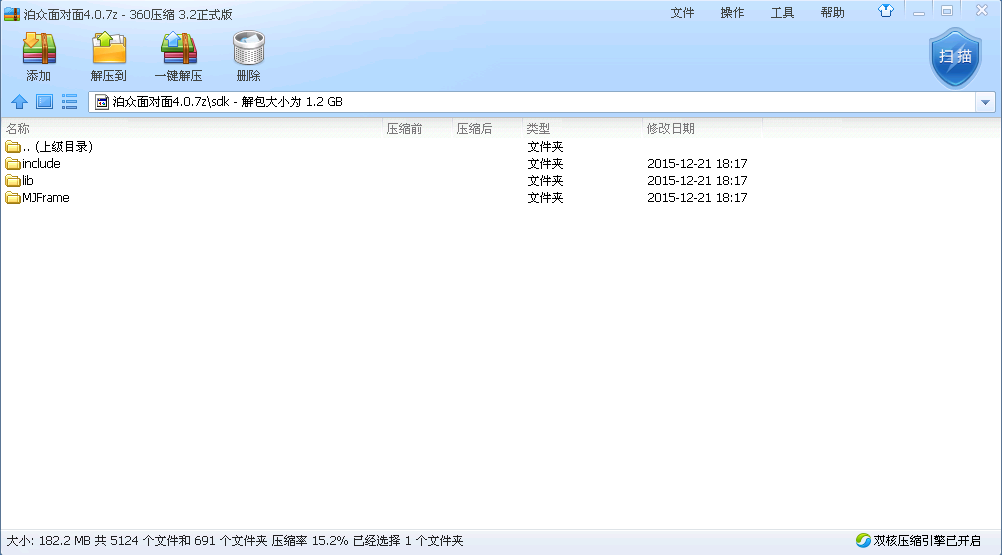 泊众面对面4.0.7z - 360压缩 3.2正式版 文件 操作 工具 帮助
添加 解压到 一键解压 删除 扫描
泊众面对面4.0.7z\sdk - 解包大小为 1.2 GB
名称 压缩前 压缩后 类型 修改日期
.. (上级目录) 文件夹
include 文件夹 2015-12-21 18:17
lib 文件夹 2015-12-21 18:17
MJFrame 文件夹 2015-12-21 18:17
大小: 182.2 MB 共 5124 个文件和 691 个文件夹 压缩率 15.2% 已经选择 1 个文件夹 双核压缩引擎已开启